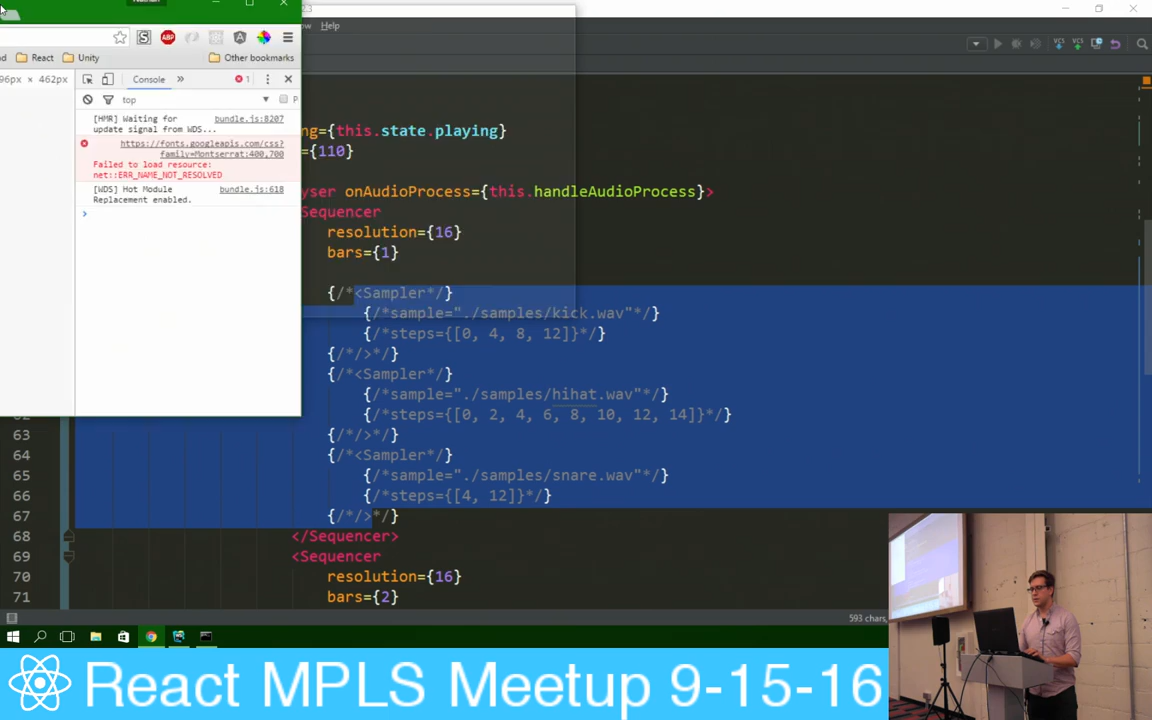 Help
React
Unity
Other bookmarks
96px × 462px
Console
1
top
[HMR] Waiting for
update signal from WDS...
bundle.js:8207
https://fonts.googleapis.com/css?
family=Montserrat:400,700
Failed to load resource:
net::ERR_NAME_NOT_RESOLVED
[WDS] Hot Module
Replacement enabled.
bundle.js:618
ng={this.state.playing}
={110}
yser onAudioProcess={this.handleAudioProcess}>
Sequencer
resolution={16}
bars={1}
{/*<Sampler*/}
{/*sample="./samples/kick.wav"*/}
{/*steps={[0, 4, 8, 12]}*/}
{/*/>*/}
{/*<Sampler*/}
{/*sample="./samples/hihat.wav"*/}
{/*steps={[0, 2, 4, 6, 8, 10, 12, 14]}*/}
63 {/*/>*/}
64 {/*<Sampler*/}
65 {/*sample="./samples/snare.wav"*/}
66 {/*steps={[4, 12]}*/}
67 {/*/>*/}
68 </Sequencer>
69 <Sequencer
70 resolution={16}
71 bars={2}
593 chars,
React MPLS Meetup 9-15-16